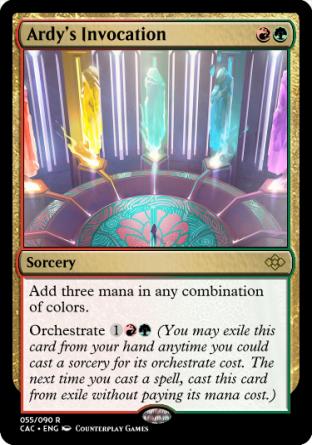 Ardy's Invocation
Sorcery
Add three mana in any combination
of colors.
Orchestrate 1 (You may exile this
card from your hand anytime you could
cast a sorcery for its orchestrate cost. The
next time you cast a spell, cast this card
from exile without paying its mana cost.)
055/090 R
CAC • ENG Counterplay Games